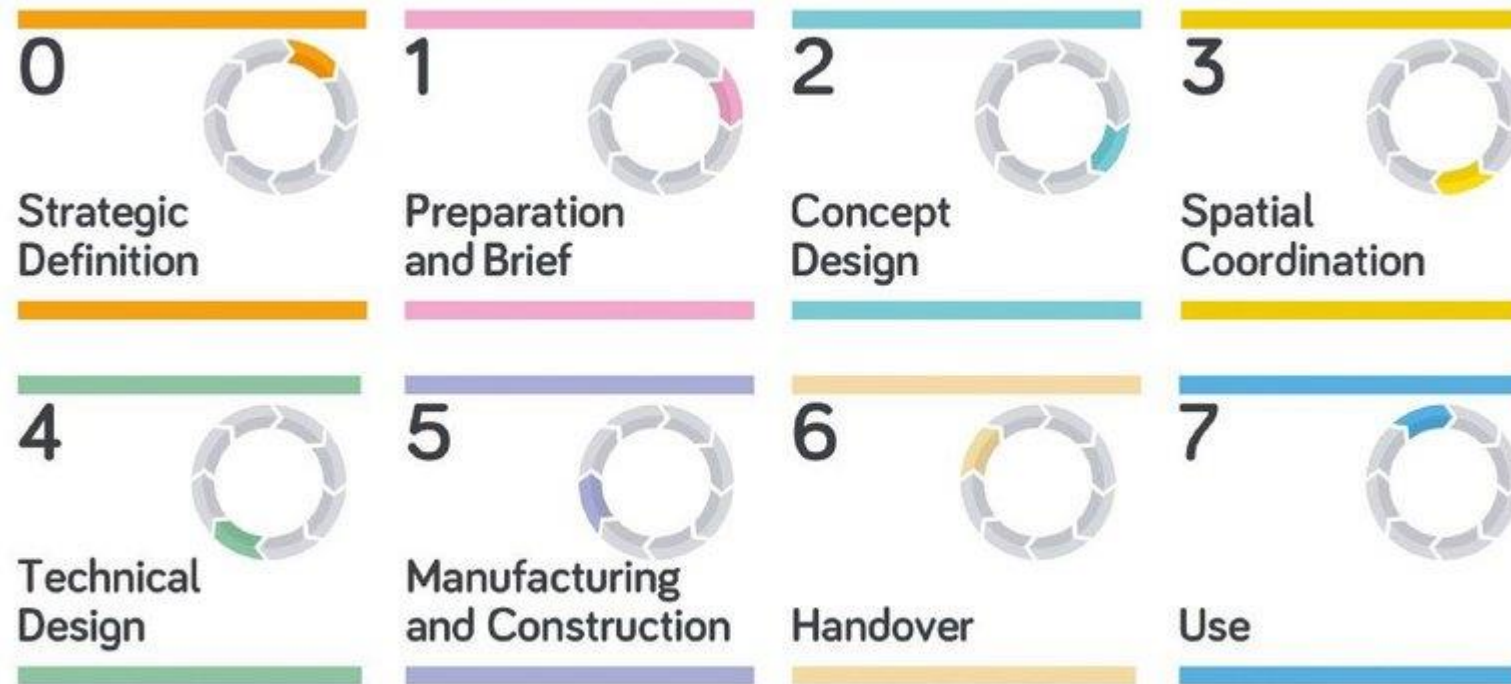 0
Strategic
Definition
1
Preparation
and Brief
2
Concept
Design
3
Spatial
Coordination
4
Technical
Design
5
Manufacturing
and Construction
6
Handover
7
Use